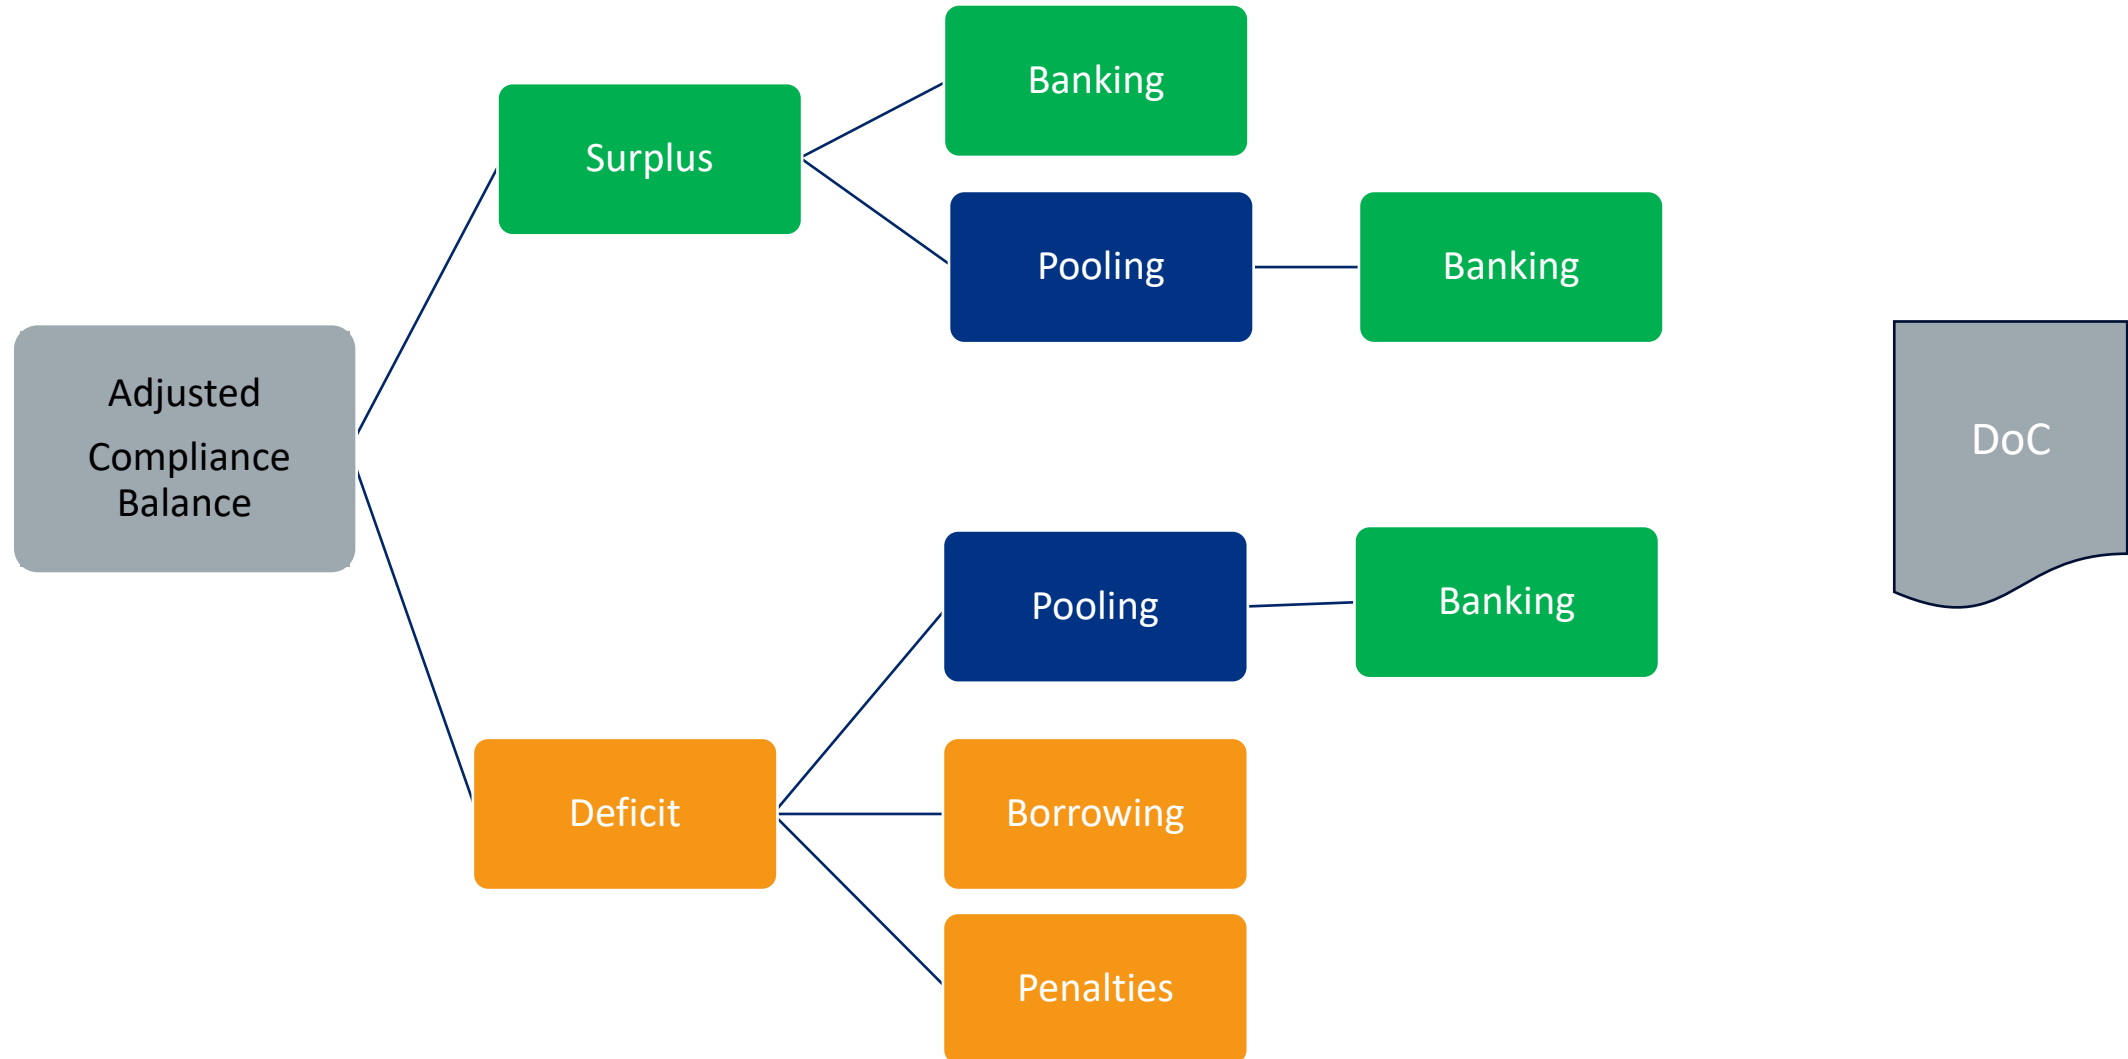 Adjusted
Compliance
Balance
Surplus
Banking
Pooling
Banking
Deficit
Pooling
Banking
Borrowing
Penalties
DoC